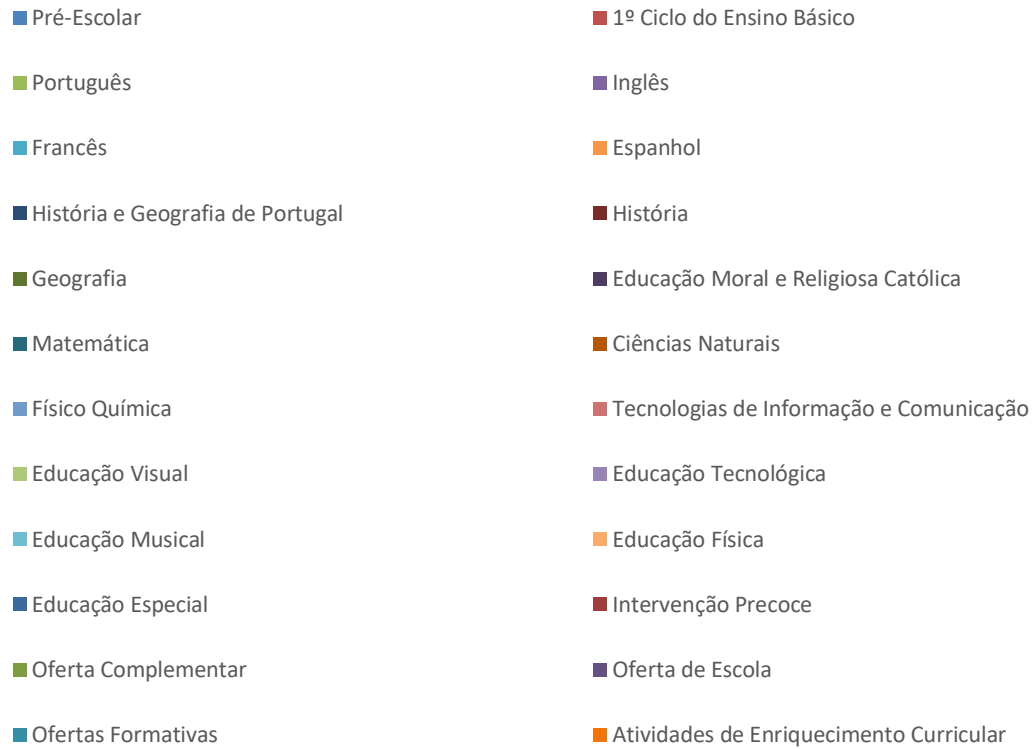 Pré-Escolar
1º Ciclo do Ensino Básico
Português
Inglês
Francês
Espanhol
História e Geografia de Portugal
História
Geografia
Educação Moral e Religiosa Católica
Matemática
Ciências Naturais
Físico Química
Tecnologias de Informação e Comunicação
Educação Visual
Educação Tecnológica
Educação Musical
Educação Física
Educação Especial
Intervenção Precoce
Oferta Complementar
Oferta de Escola
Ofertas Formativas
Atividades de Enriquecimento Curricular